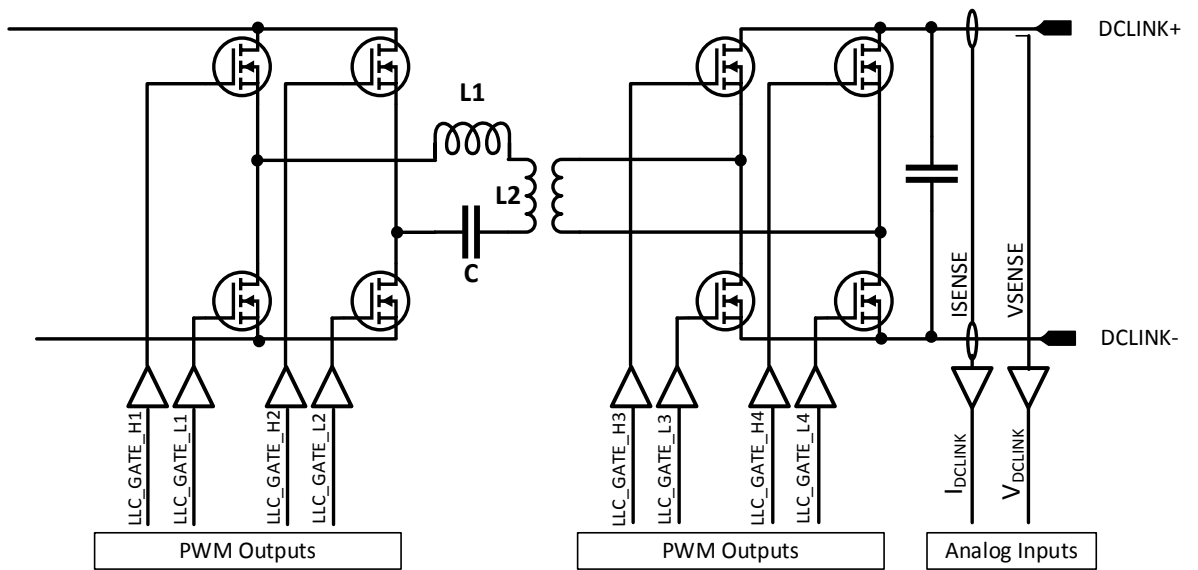 DCLINK+
L1
L2
C
ISENSE
VSENSE
DCLINK-
LLC_GATE_H1
LLC_GATE_L1
LLC_GATE_H2
LLC_GATE_L2
LLC_GATE_H3
LLC_GATE_L3
LLC_GATE_H4
LLC_GATE_L4
IDCLINK
VDCLINK
PWM Outputs
PWM Outputs
Analog Inputs